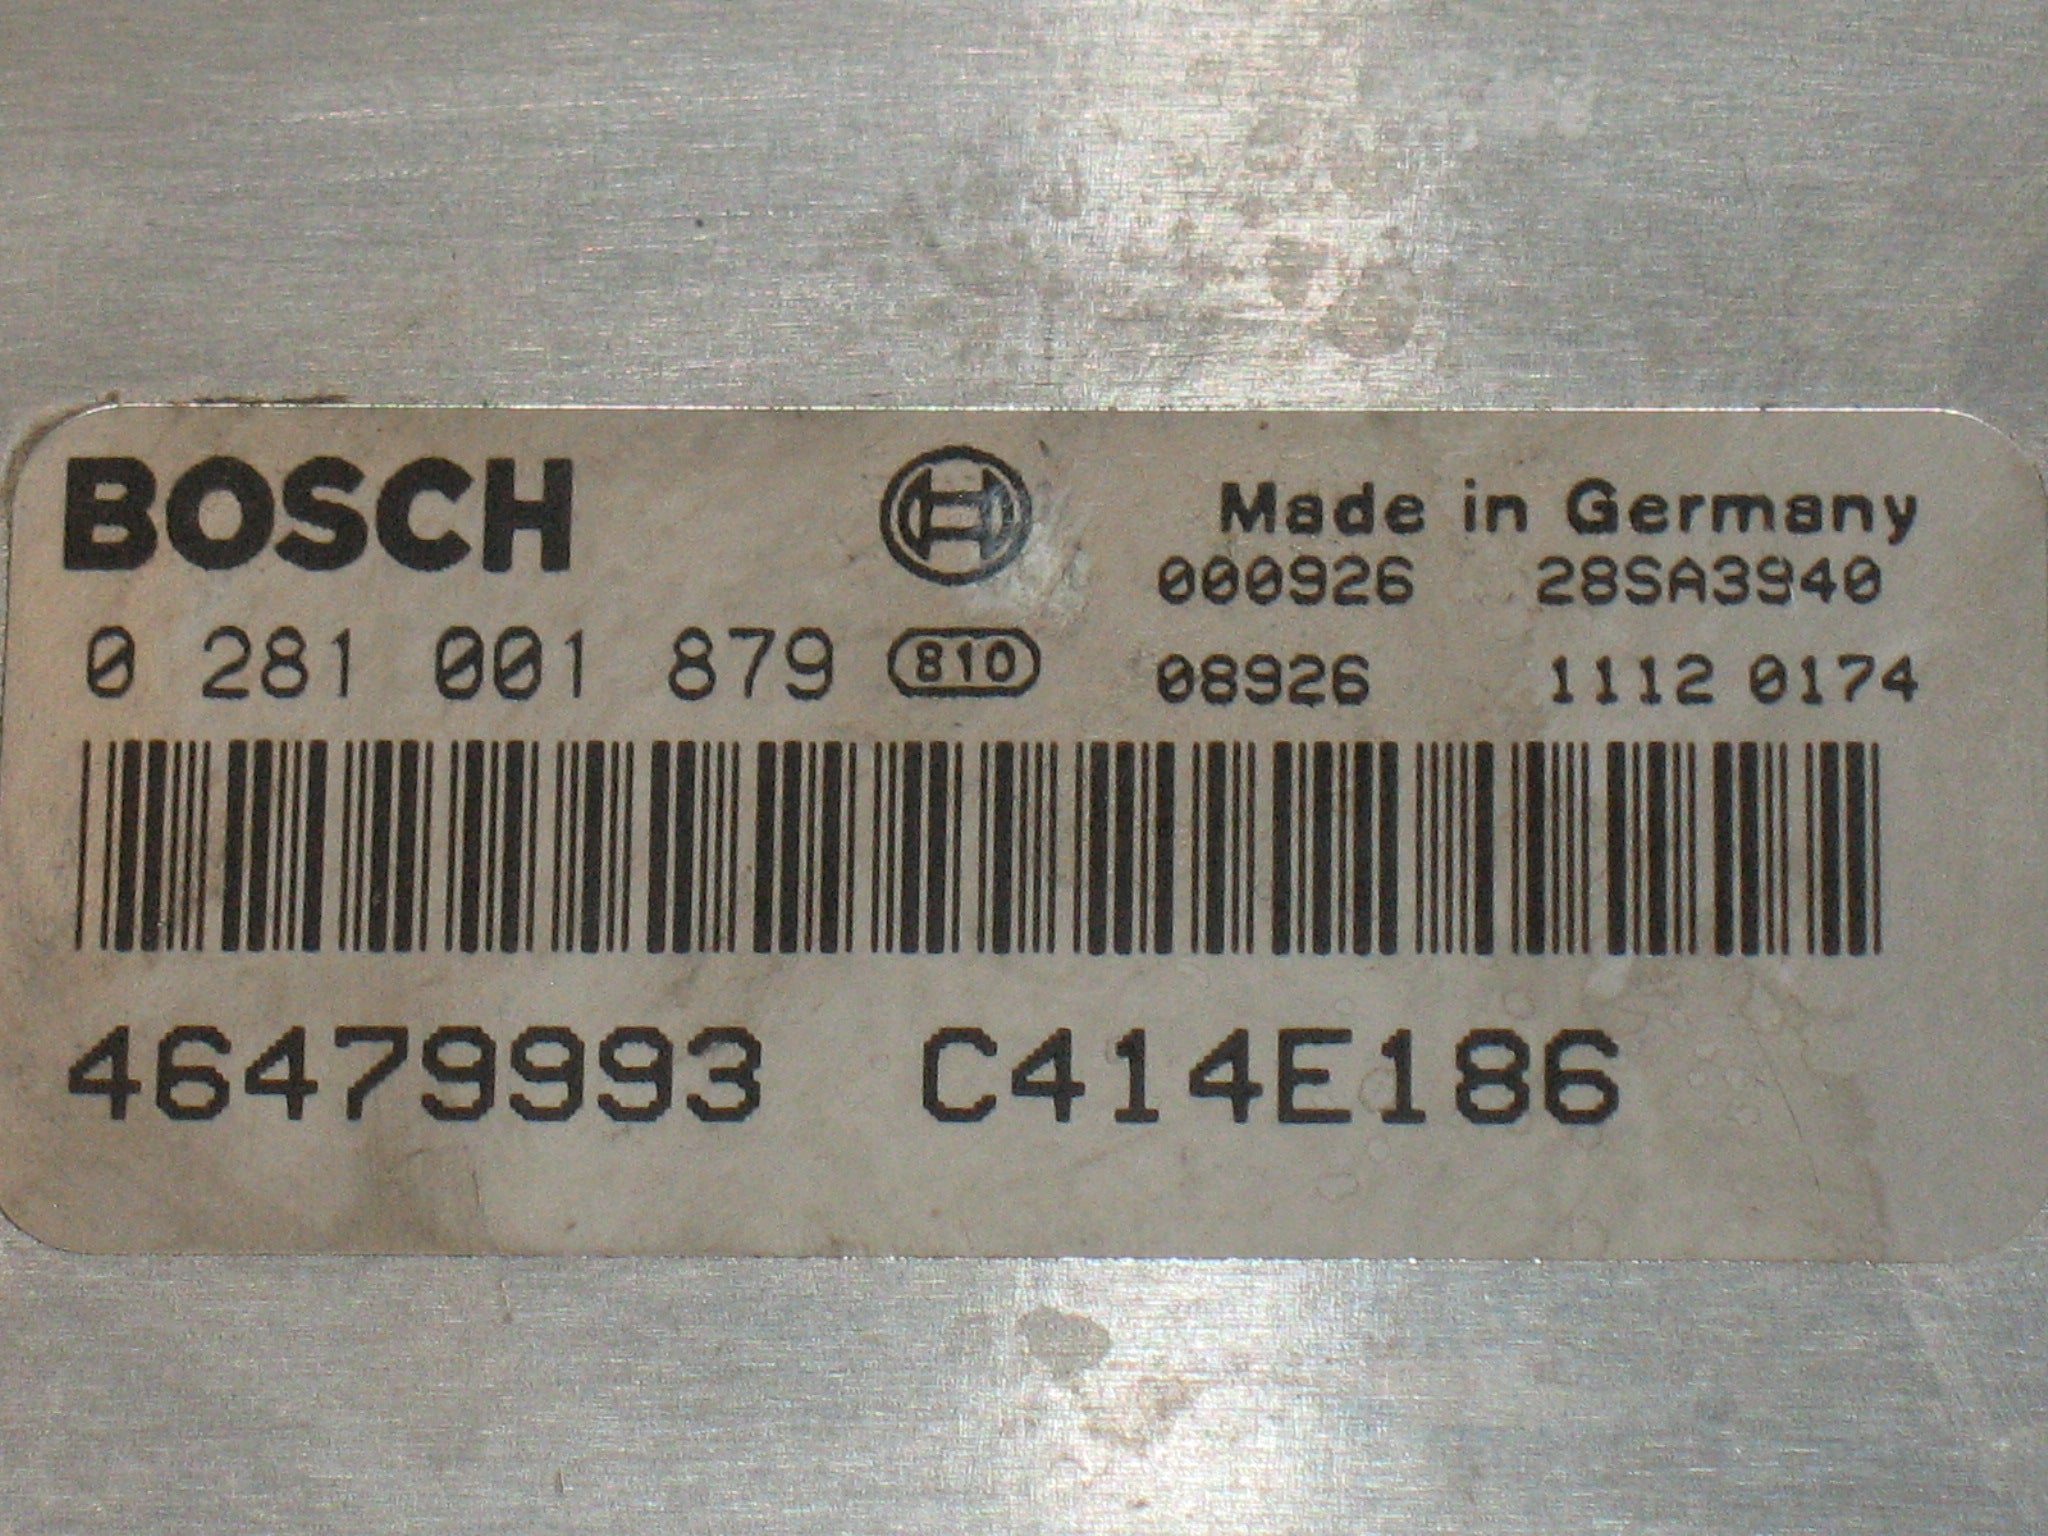 BOSCH
Made in Germany
000926 28SA3940
0 281 001 879 810
08926 1112 0174
46479993 C414E186